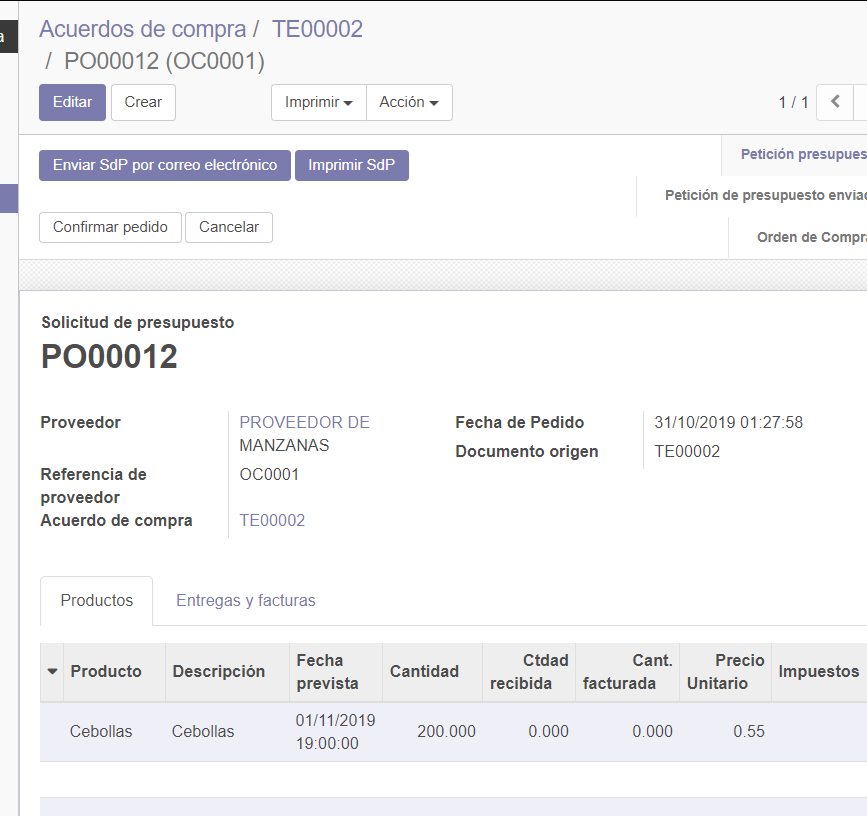 Acuerdos de compra / TE00002
/ PO00012 (OC0001)
Editar Crear Imprimir Acción 1 / 1
Enviar SdP por correo electrónico Imprimir SdP
Petición
Petición de presupuesto
Confirmar pedido Cancelar
Orden de
Solicitud de presupuesto
PO00012
Proveedor PROVEEDOR DE
MANZANAS
Fecha de Pedido 31/10/2019 01:27:58
Documento origen TE00002
Referencia de
proveedor
OC0001
Acuerdo de compra TE00002
Productos Entregas y facturas
Producto Descripción Fecha
prevista Cantidad Ctdad
recibida Cant.
facturada Precio
Unitario Impuestos
Cebollas Cebollas 01/11/2019
19:00:00 200.000 0.000 0.000 0.55